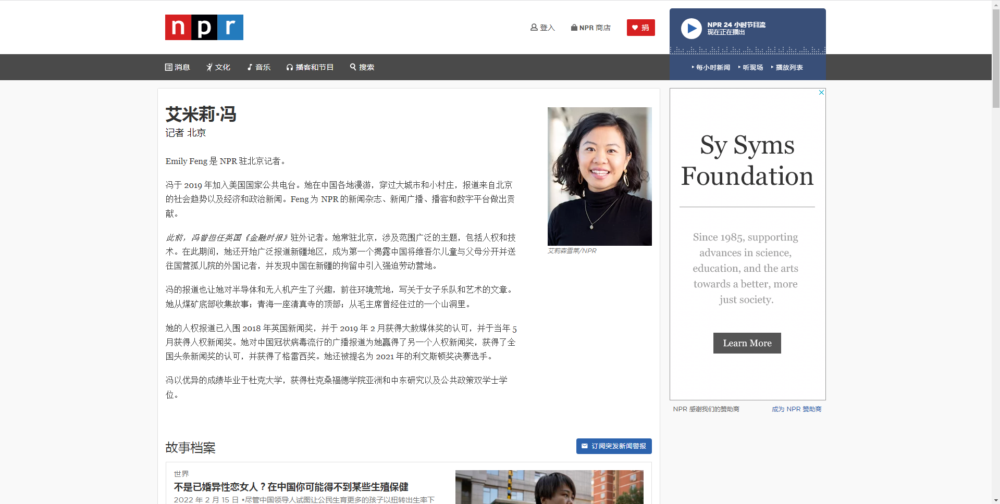 npr
登入
NPR 商店
捐
NPR 24 小时节目流
现在正在播出
消息
文化
音乐
播客和节目
搜索
每小时新闻
听现场
播放列表
艾米莉·冯
记者 北京
Emily Feng 是 NPR 驻北京记者。
冯于 2019 年加入美国国家公共电台。她在中国各地漫游，穿过大城市和小村庄，报道来自北京
的社会趋势以及经济和政治新闻。Feng 为 NPR 的新闻杂志、新闻广播、播客和数字平台做出贡
献。
此前，冯曾担任英国《金融时报》驻外记者。她常驻北京，涉及范围广泛的主题，包括人权和技
术。在此期间，她还开始广泛报道新疆地区，成为第一个揭露中国将维吾尔儿童与父母分开并送
往国营孤儿院的外国记者，并发现中国在新疆的拘留中引入强迫劳动营地。
冯的报道也让她对半导体和无人机产生了兴趣，前往环境荒地，写关于女子乐队和艺术的文章。
她从煤矿底部收集故事；青海一座清真寺的顶部；从毛主席曾经住过的一个山洞里。
她的人权报道已入围 2018 年英国新闻奖，并于 2019 年 2 月获得大赦媒体奖的认可，并于当年 5
月获得人权新闻奖。她对中国冠状病毒流行的广播报道为她赢得了另一个人权新闻奖，获得了全
国头条新闻奖的认可，并获得了格雷西奖。她还被提名为 2021 年的利文斯顿奖决赛选手。
冯以优异的成绩毕业于杜克大学，获得杜克桑福德学院亚洲和中东研究以及公共政策双学士学
位。
艾莉森雪莱/NPR
Sy Syms
Foundation
Since 1985, supporting
advances in science,
education, and the arts
towards a better, more
just society.
Learn More
NPR 感谢我们的赞助商
成为 NPR 赞助商
故事档案
订阅突发新闻警报
世界
不是已婚异性恋女人？在中国你可能得不到某些生殖保健
2022 年 2 月 15 日 •尽管中国领导人试图让公民生育更多的孩子以扭转出生率下